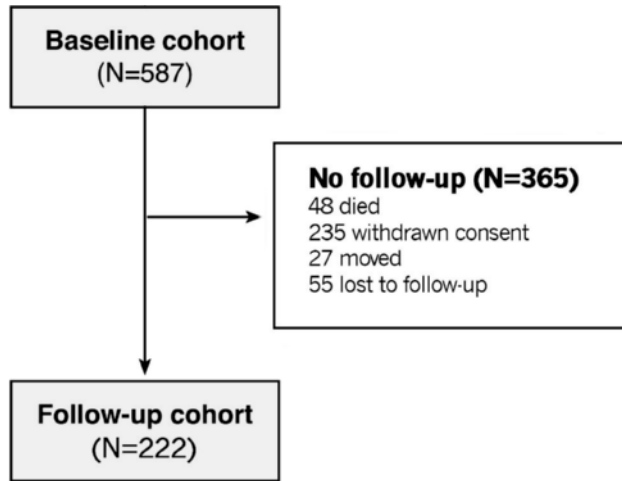 Baseline cohort
(N=587)
No follow-up (N=365)
48 died
235 withdrawn consent
27 moved
55 lost to follow-up
Follow-up cohort
(N=222)